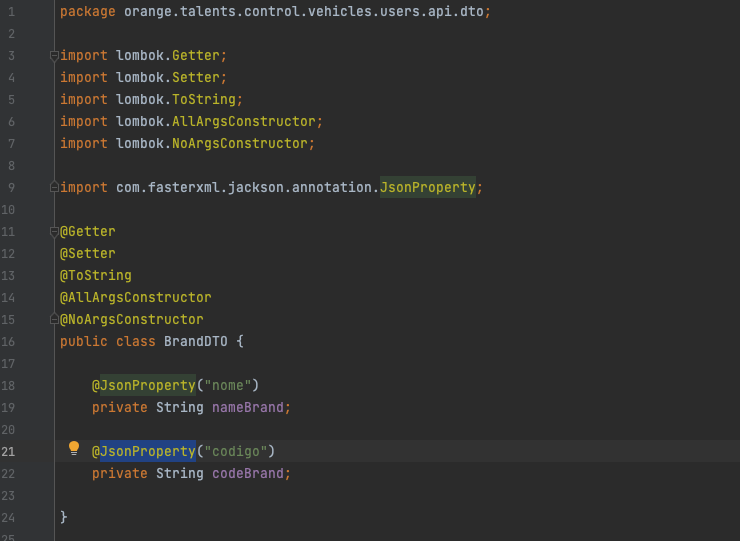 1 package orange.talents.control.vehicles.users.api.dto;
2
3 import lombok.Getter;
4 import lombok.Setter;
5 import lombok.ToString;
6 import lombok.AllArgsConstructor;
7 import lombok.NoArgsConstructor;
8
9 import com.fasterxml.jackson.annotation.JsonProperty;
10
11 @Getter
12 @Setter
13 @ToString
14 @AllArgsConstructor
15 @NoArgsConstructor
16 public class BrandDTO {
17
18 @JsonProperty("nome")
19 private String nameBrand;
20
21 @JsonProperty("codigo")
22 private String codeBrand;
23
24 }
25